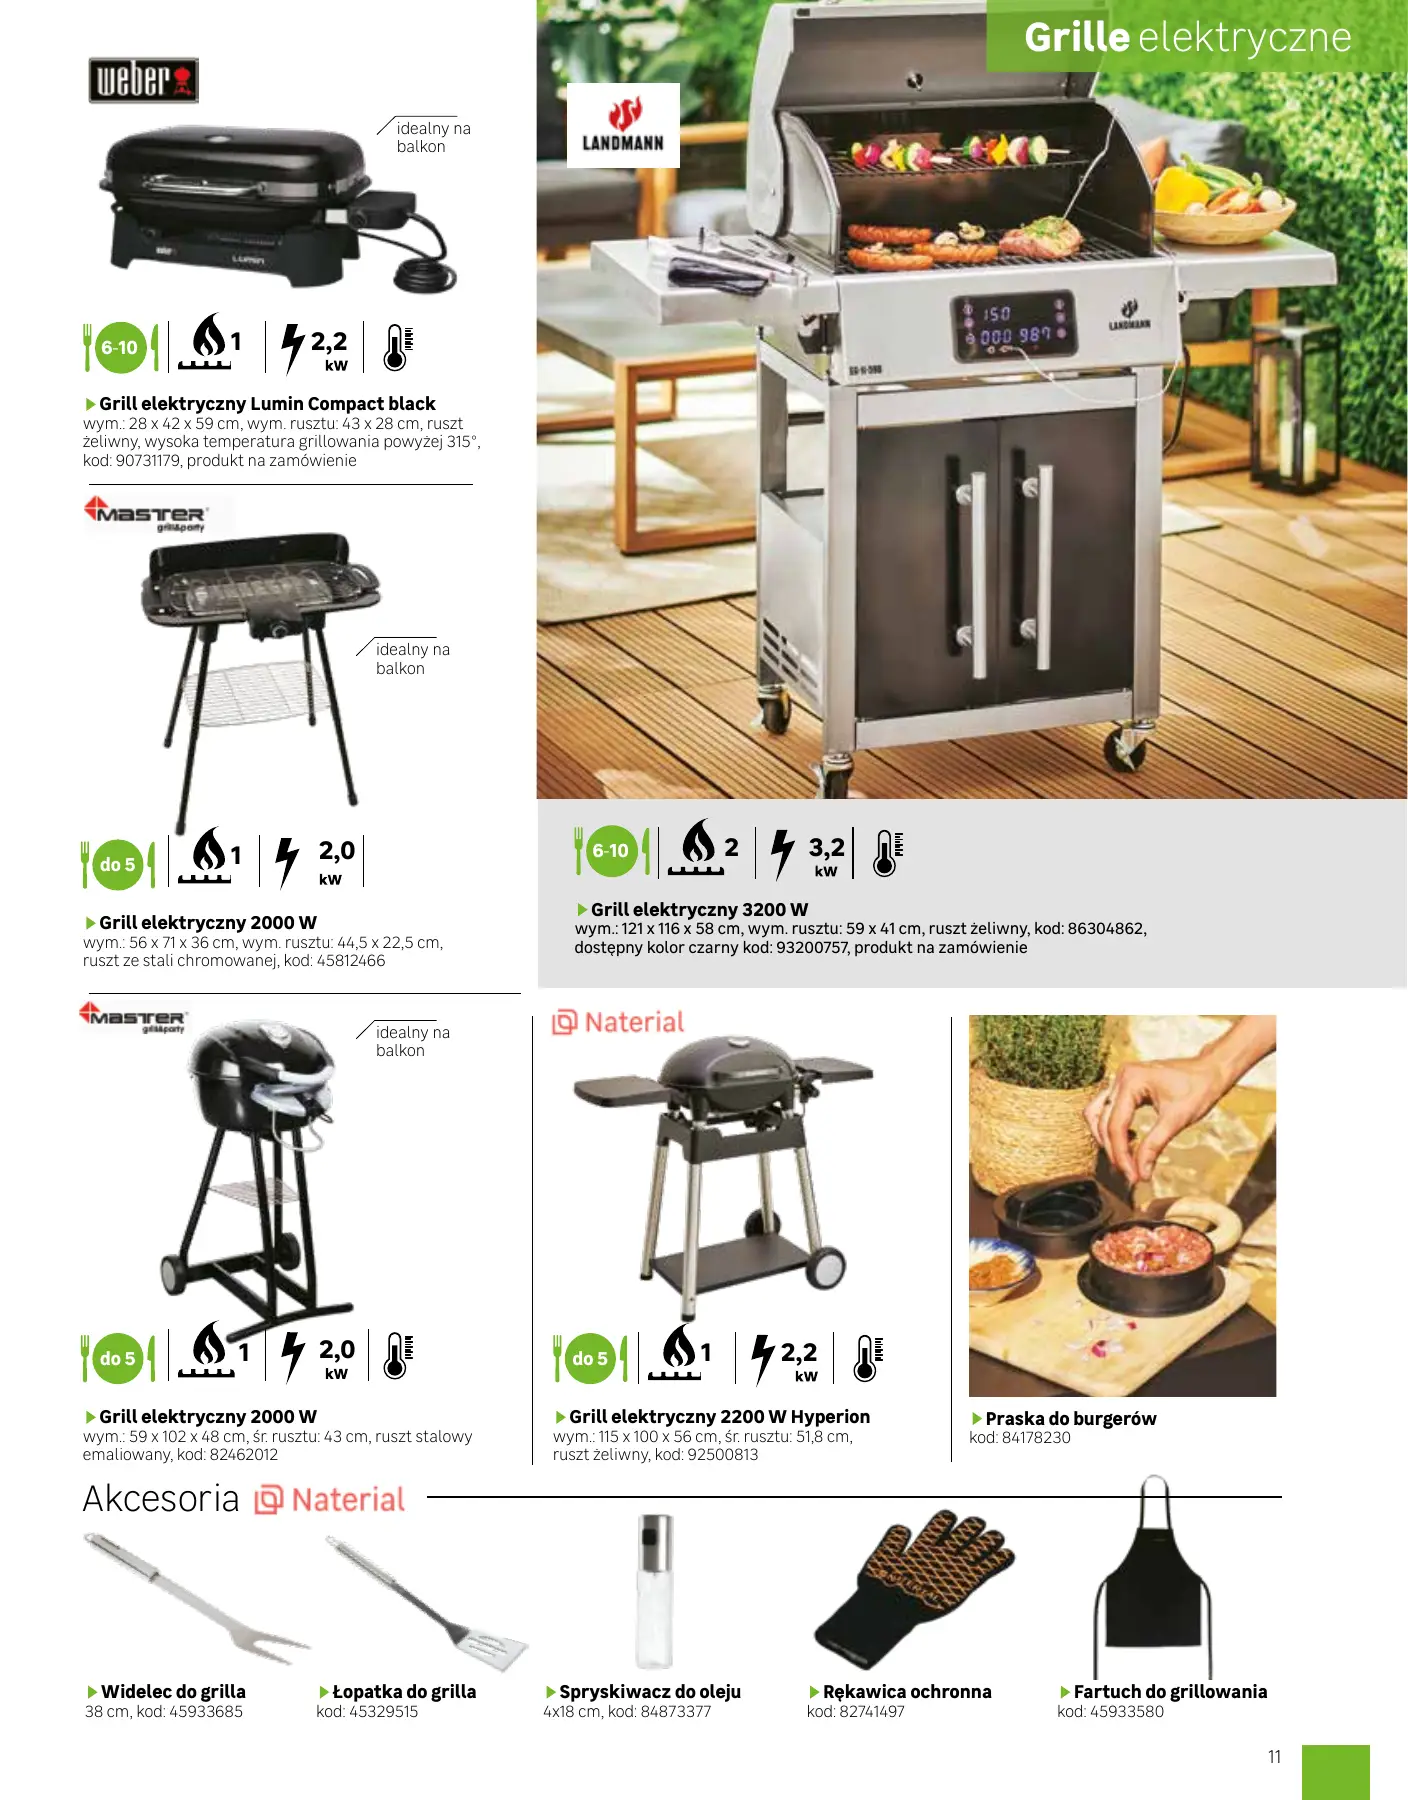 Grille elektryczne
weber
idealny na
balkon
LUMIN
6-10
1
2,2
kW
Grill elektryczny Lumin Compact black
wym.: 28 x 42 x 59 cm, wym. rusztu: 43 x 28 cm, ruszt
żeliwny, wysoka temperatura grillowania powyżej 315°,
kod: 90731179, produkt na zamówienie
LANDMANN
150
000 987
LANDMANN
MASTER
grill&party
idealny na
balkon
do 5
1
2,0
kW
Grill elektryczny 2000 W
wym.: 56 x 71 x 36 cm, wym. rusztu: 44,5 x 22,5 cm,
ruszt ze stali chromowanej, kod: 45812466
6-10
2
3,2
kW
Grill elektryczny 3200 W
wym.: 121 x 116 x 58 cm, wym. rusztu: 59 x 41 cm, ruszt żeliwny, kod: 86304862,
dostępny kolor czarny kod: 93200757, produkt na zamówienie
MASTER
grill&party
idealny na
balkon
do 5
1
2,0
kW
Grill elektryczny 2000 W
wym.: 59 x 102 x 48 cm, śr. rusztu: 43 cm, ruszt stalowy
emaliowany, kod: 82462012
Naterial
do 5
1
2,2
kW
Grill elektryczny 2200 W Hyperion
wym.: 115 x 100 x 56 cm, śr. rusztu: 51,8 cm,
ruszt żeliwny, kod: 92500813
Praska do burgerów
kod: 84178230
Akcesoria Naterial
Widelec do grilla
38 cm, kod: 45933685
Łopatka do grilla
kod: 45329515
Spryskiwacz do oleju
4x18 cm, kod: 84873377
NATERIAL
Rękawica ochronna
kod: 82741497
Fartuch do grillowania
kod: 45933580
11